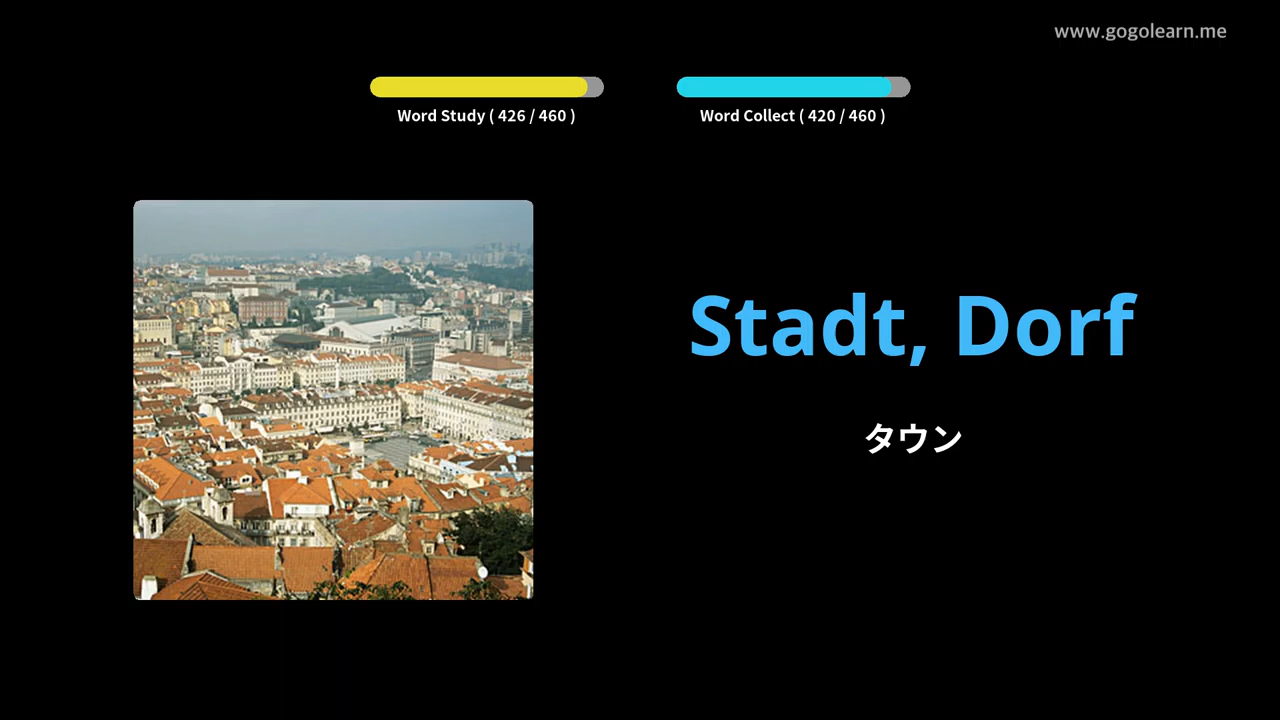 www.gogolearn.me
Word Study ( 426 / 460 )
Word Collect ( 420 / 460 )
Stadt, Dorf
タウン